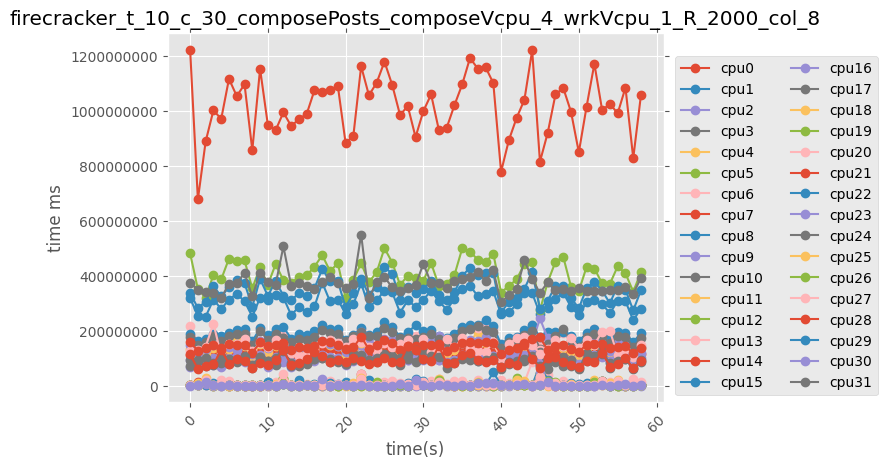 firecracker_t_10_c_30_composePosts_composeVcpu_4_wrkVcpu_1_R_2000_col_8
time ms
1200000000
1000000000
800000000
600000000
400000000
200000000
0
0
10
20
30
40
50
60
time(s)
cpu0
cpu1
cpu2
cpu3
cpu4
cpu5
cpu6
cpu7
cpu8
cpu9
cpu10
cpu11
cpu12
cpu13
cpu14
cpu15
cpu16
cpu17
cpu18
cpu19
cpu20
cpu21
cpu22
cpu23
cpu24
cpu25
cpu26
cpu27
cpu28
cpu29
cpu30
cpu31